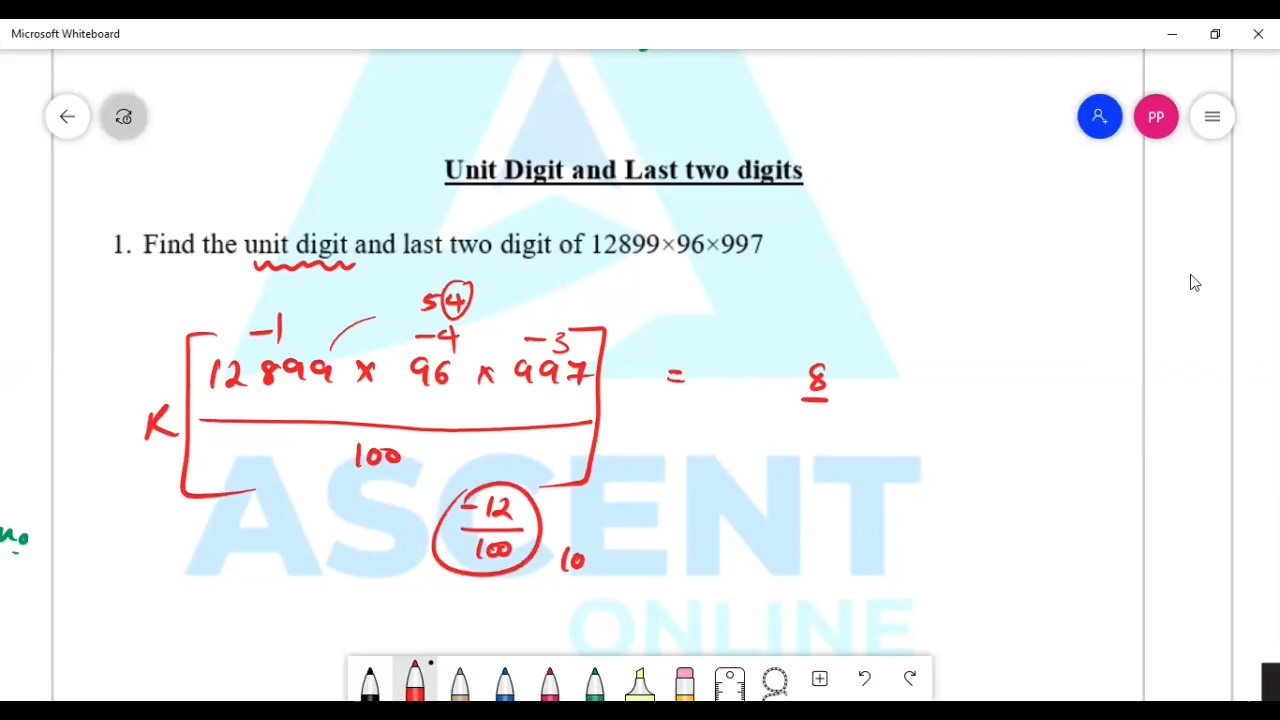 Microsoft Whiteboard
PP
Unit Digit and Last two digits
1. Find the unit digit and last two digit of 12899×96×997
54
-1 -4 -3
12899 × 96 × 997 = 8
K
100
-12
100 10
no
ASCENT
ONLINE